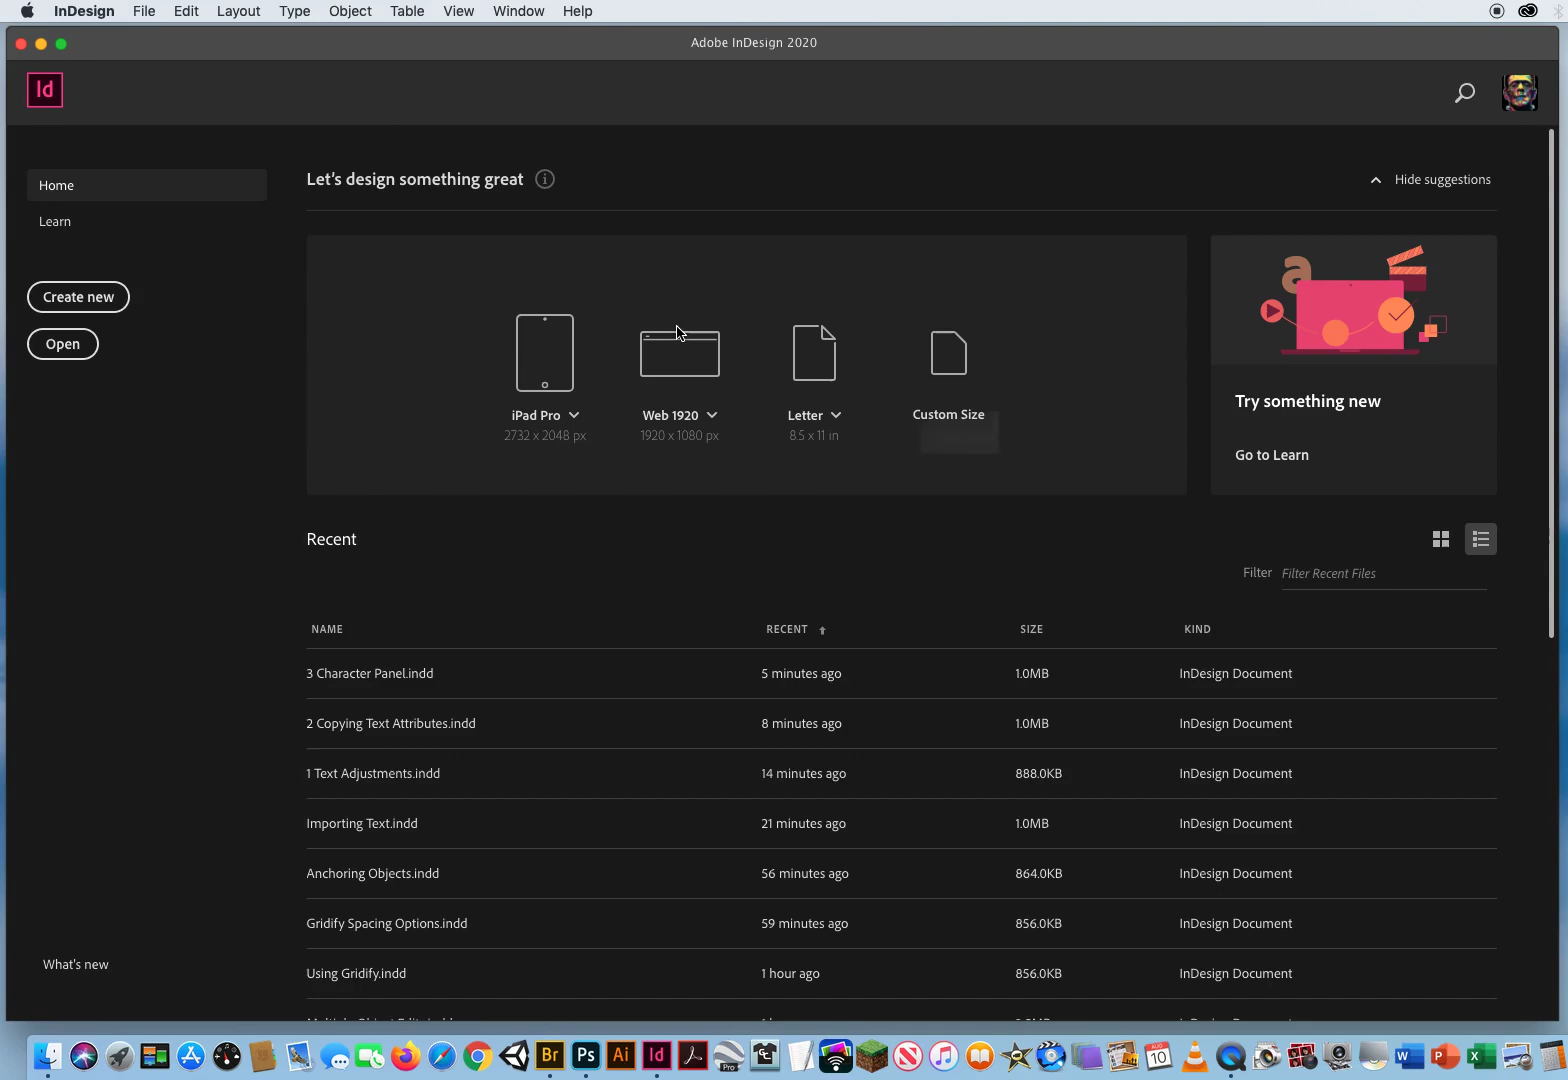 InDesign File Edit Layout Type Object Table View Window Help
Adobe InDesign 2020
Id
Home
Learn
Create new
Open
What's new
Let's design something great
Hide suggestions
iPad Pro
2732 x 2048 px
Web 1920
1920 x 1080 px
Letter
8.5 x 11 in
Custom Size
a
Try something new
Go to Learn
Recent
Filter Filter Recent Files
NAME RECENT SIZE KIND
3 Character Panel.indd 5 minutes ago 1.0MB InDesign Document
2 Copying Text Attributes.indd 8 minutes ago 1.0MB InDesign Document
1 Text Adjustments.indd 14 minutes ago 888.0KB InDesign Document
Importing Text.indd 21 minutes ago 1.0MB InDesign Document
Anchoring Objects.indd 56 minutes ago 864.0KB InDesign Document
Gridify Spacing Options.indd 59 minutes ago 856.0KB InDesign Document
Using Gridify.indd 1 hour ago 856.0KB InDesign Document
Br Ps Ai Id Pro AUG 10 W P X